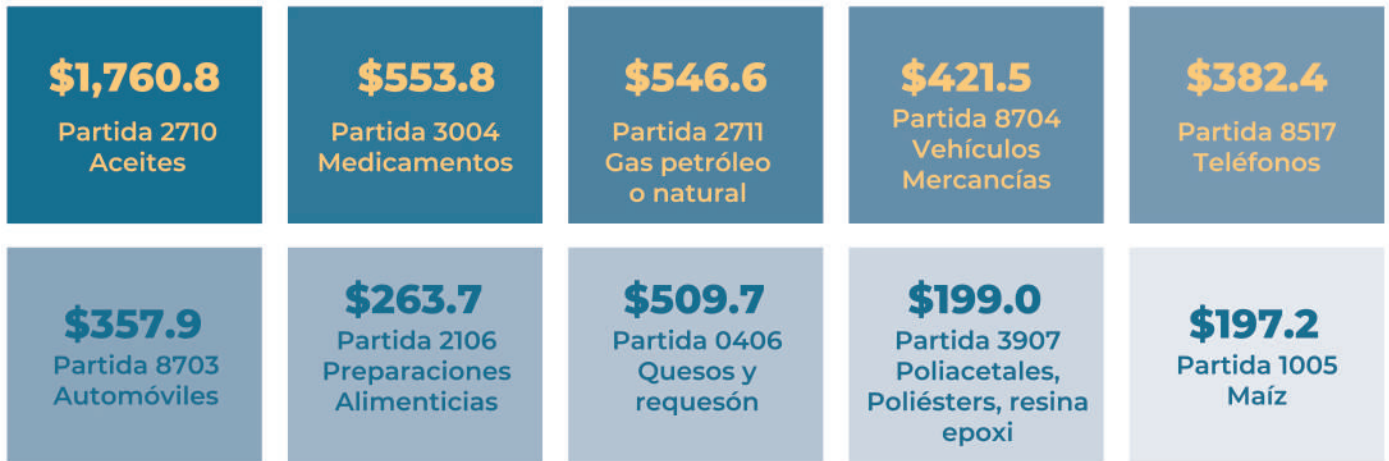 $1,760.8
Partida 2710
Aceites
$553.8
Partida 3004
Medicamentos
$546.6
Partida 2711
Gas petróleo
o natural
$421.5
Partida 8704
Vehículos
Mercancías
$382.4
Partida 8517
Teléfonos
$357.9
Partida 8703
Automóviles
$263.7
Partida 2106
Preparaciones
Alimenticias
$509.7
Partida 0406
Quesos y
requesón
$199.0
Partida 3907
Poliacetales,
Poliésters, resina
epoxi
$197.2
Partida 1005
Maíz